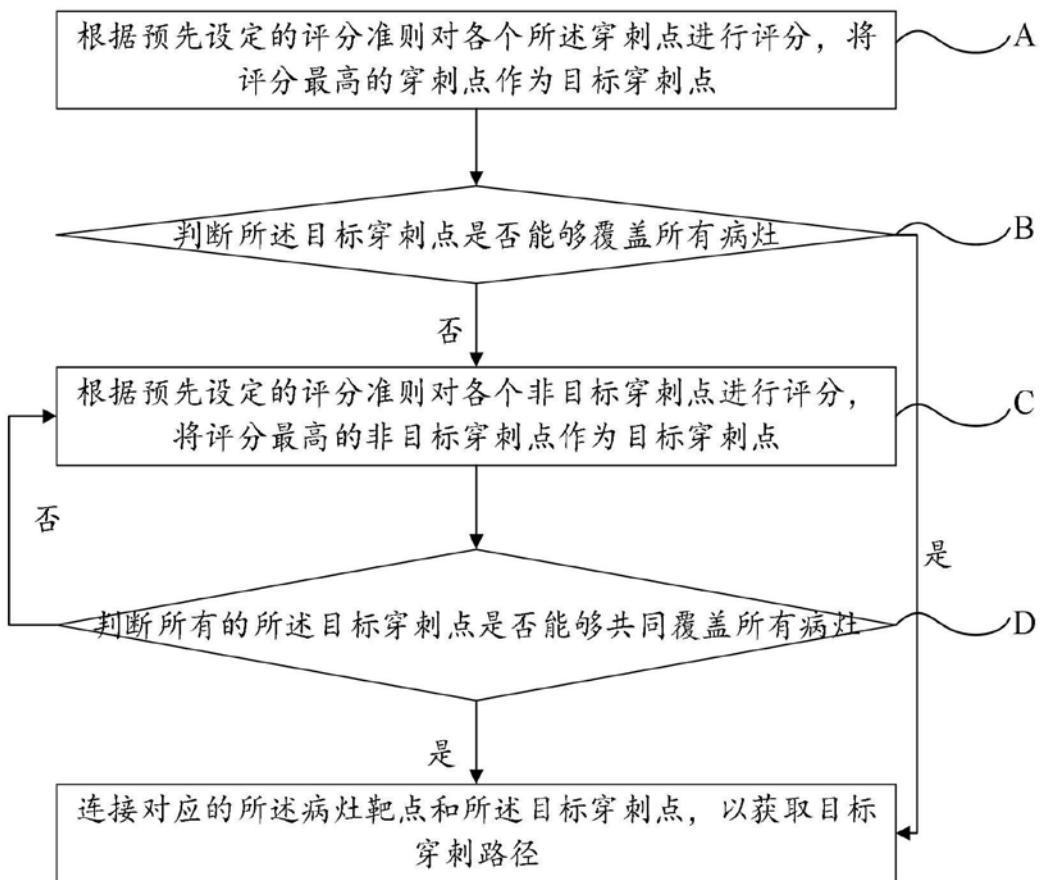 根据预先设定的评分准则对各个所述穿刺点进行评分，将
评分最高的穿刺点作为目标穿刺点
A
判断所述目标穿刺点是否能够覆盖所有病灶
B
否
根据预先设定的评分准则对各个非目标穿刺点进行评分，
将评分最高的非目标穿刺点作为目标穿刺点
C
否
是
判断所有的所述目标穿刺点是否能够共同覆盖所有病灶
D
是
连接对应的所述病灶靶点和所述目标穿刺点，以获取目标
穿刺路径